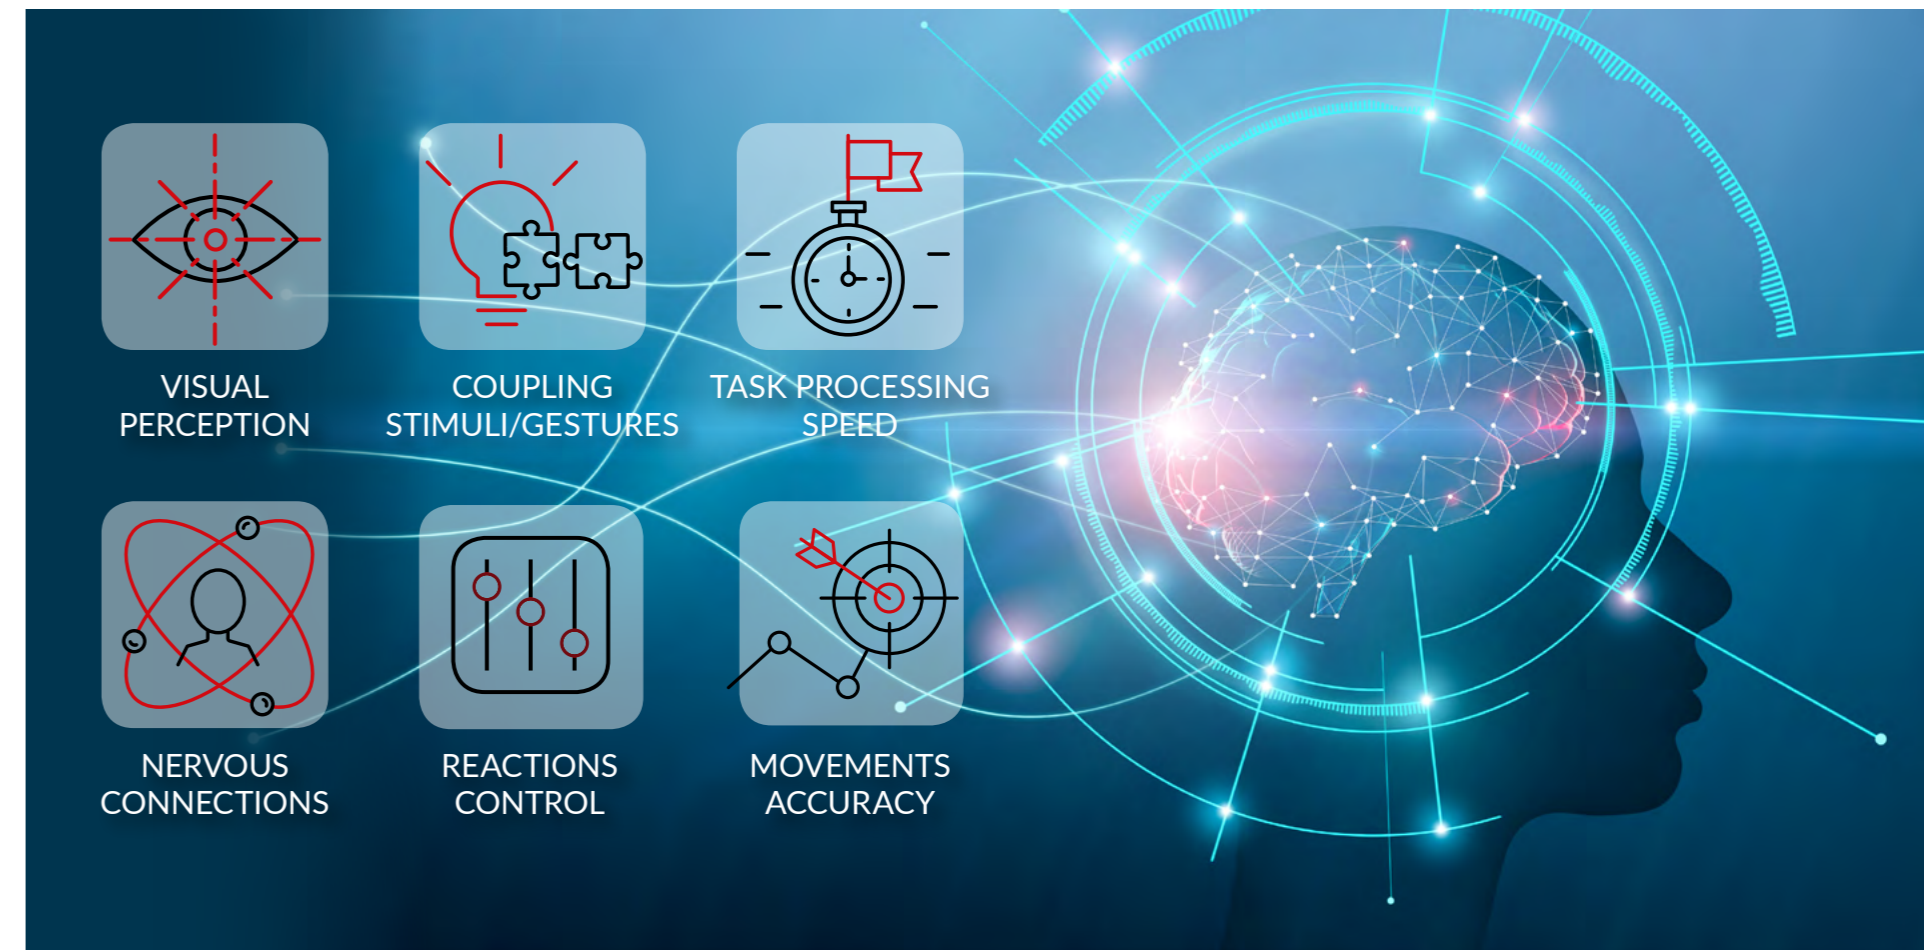 VISUAL
PERCEPTION
COUPLING
STIMULI/GESTURES
TASK PROCESSING
SPEED
NERVOUS
CONNECTIONS
REACTIONS
CONTROL
MOVEMENTS
ACCURACY